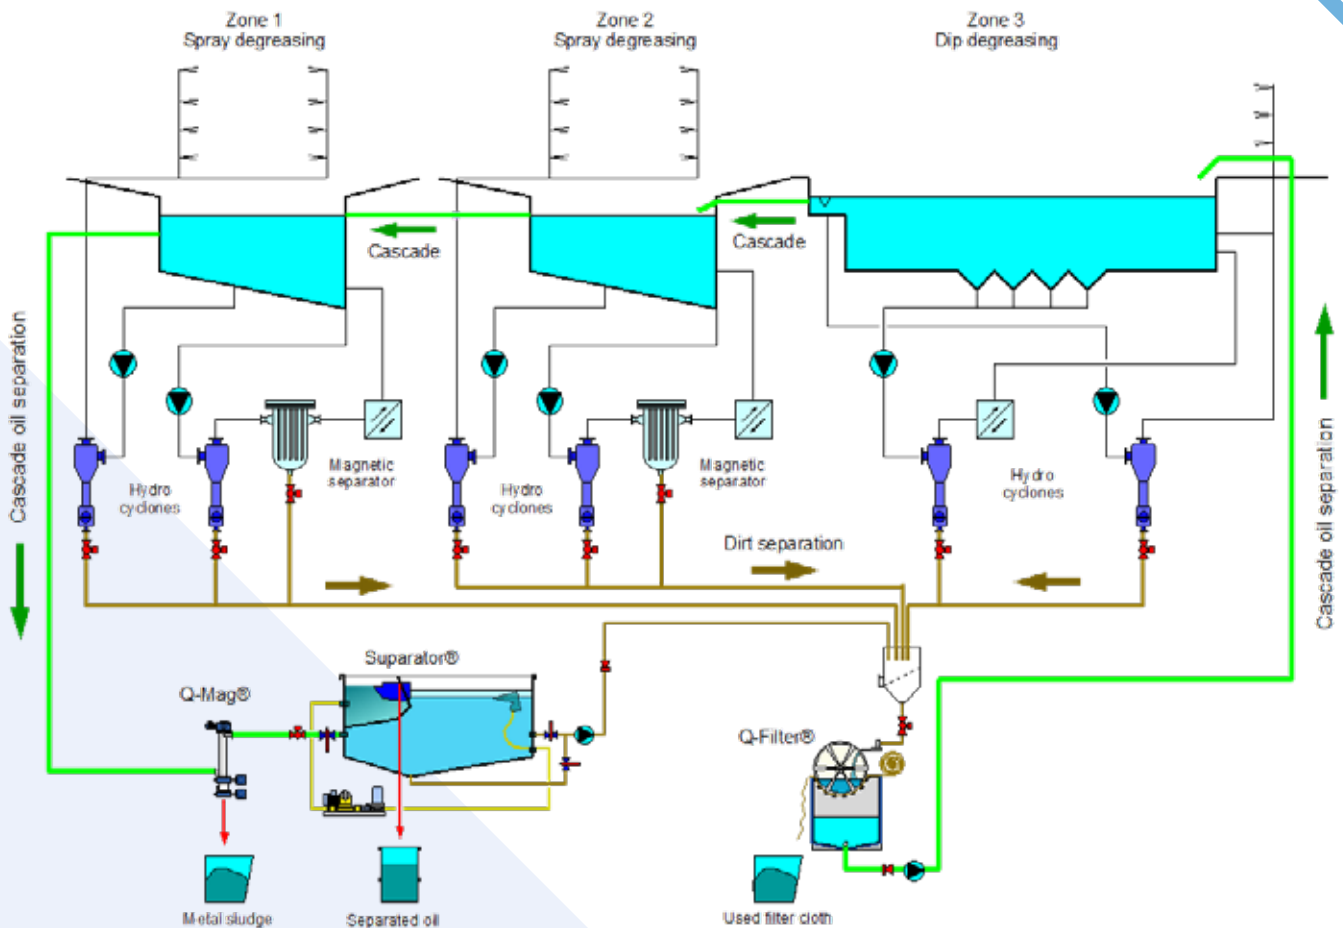 Zone 1
Spray degreasing
Zone 2
Spray degreasing
Zone 3
Dip degreasing
Cascade
Cascade
Cascade oil separation
Cascade oil separation
Magnetic
separator
Magnetic
separator
Hydro
cyclones
Hydro
cyclones
Hydro
cyclones
Dirt separation
Suparator®
Q-Mag®
Q-Filter®
Metal sludge
Separated oil
Used filter cloth